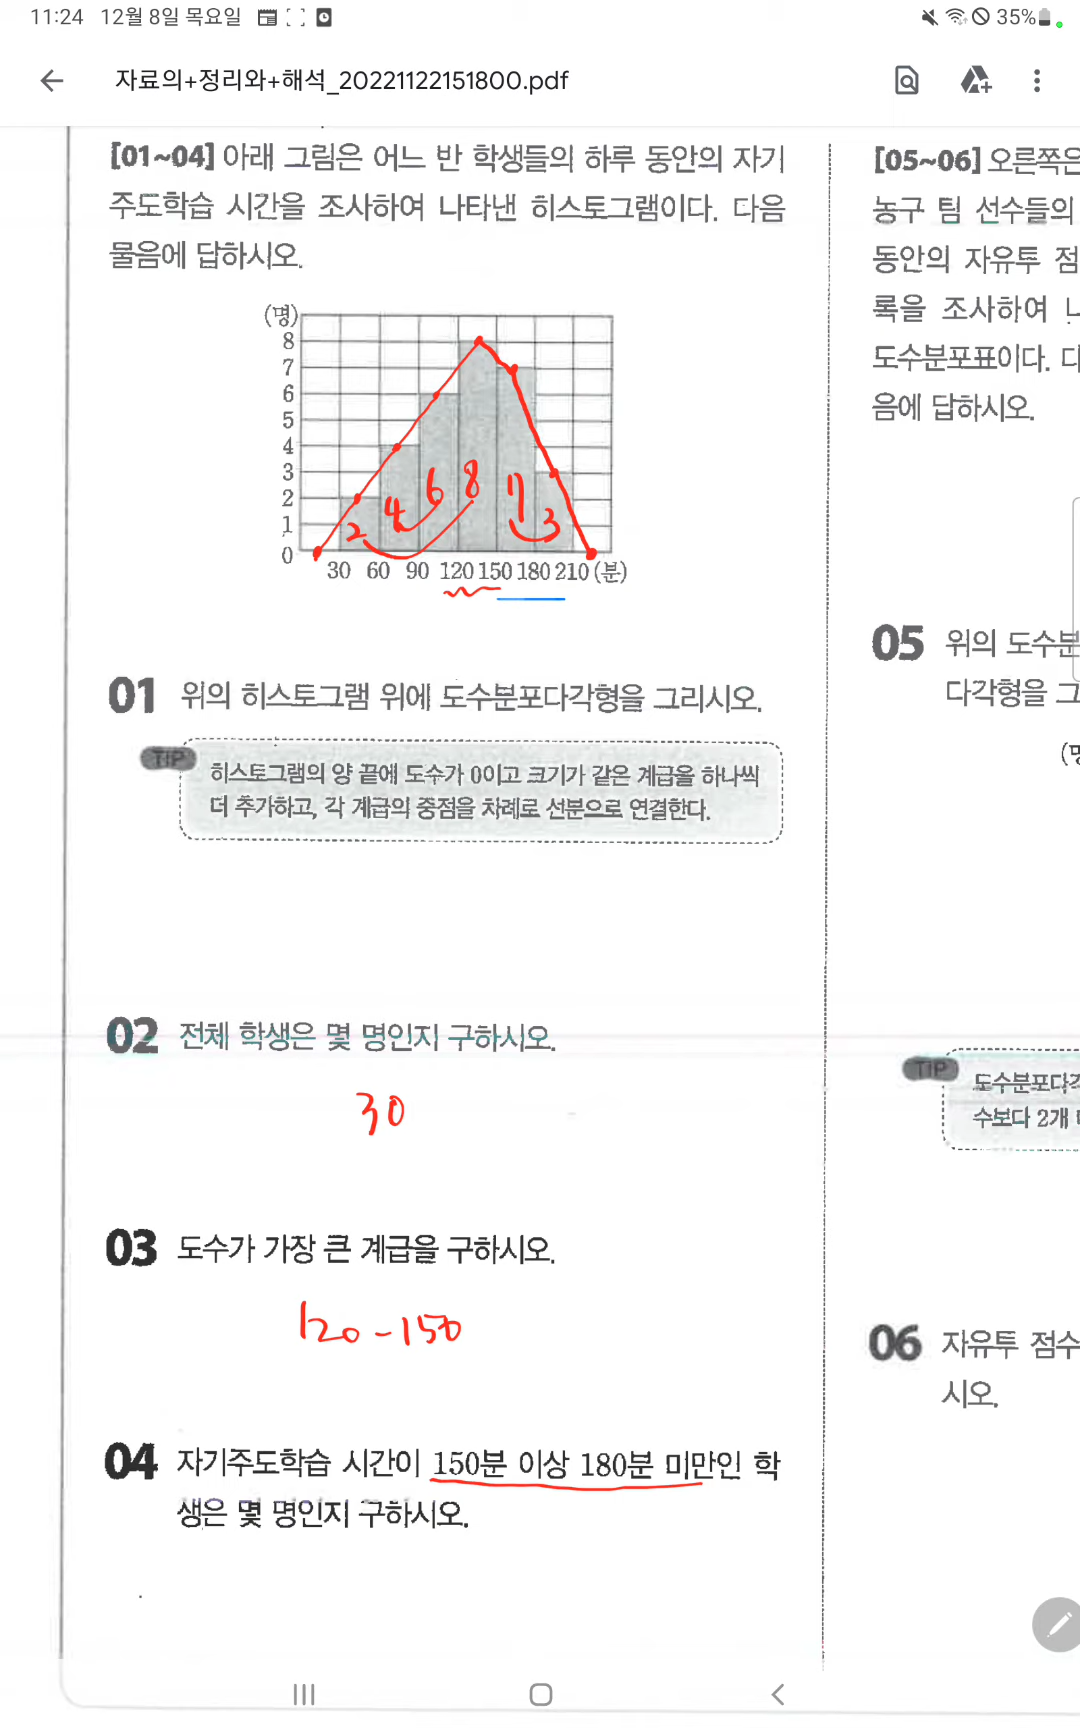 11:24 12월 8일 목요일
35%
자료의+정리와+해석_20221122151800.pdf
[01~04] 아래 그림은 어느 반 학생들의 하루 동안의 자기
주도학습 시간을 조사하여 나타낸 히스토그램이다. 다음
물음에 답하시오.
(명)
8
7
6
5
4
3
2
1
0
2 4 6 8 7 3
30 60 90 120 150 180 210 (분)
01 위의 히스토그램 위에 도수분포다각형을 그리시오.
TIP
히스토그램의 양 끝에 도수가 0이고 크기가 같은 계급을 하나씩
더 추가하고, 각 계급의 중점을 차례로 선분으로 연결한다.
02 전체 학생은 몇 명인지 구하시오.
30
03 도수가 가장 큰 계급을 구하시오.
120-150
04 자기주도학습 시간이 150분 이상 180분 미만인 학
생은 몇 명인지 구하시오.
[05~06] 오른쪽은
농구 팀 선수들의
동안의 자유투 점
록을 조사하여 나
도수분포표이다. 다
음에 답하시오.
05 위의 도수분
다각형을 그
(명
TIP
도수분포다각
수보다 2개
06 자유투 점수
시오.